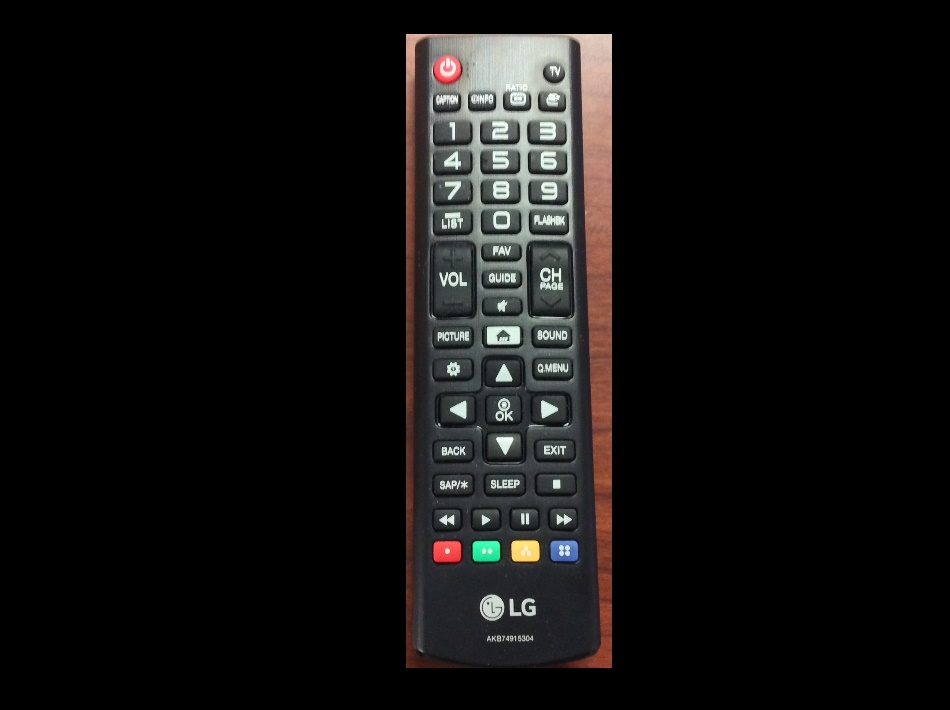 TV
RATIO
CAPTION INFO
1 2 3
4 5 6
7 8 9
LIST 0 FLASHBK
FAV
VOL GUIDE CH
PAGE
PICTURE SOUND
Q.MENU
OK
BACK EXIT
SAP/* SLEEP
LG
AKB74915304